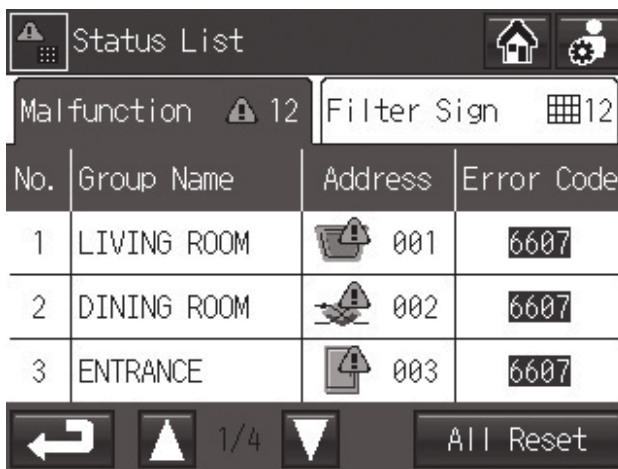 Status List
Malfunction 12 Filter Sign 12
No. Group Name Address Error Code
1 LIVING ROOM 001 6607
2 DINING ROOM 002 6607
3 ENTRANCE 003 6607
1/4 All Reset